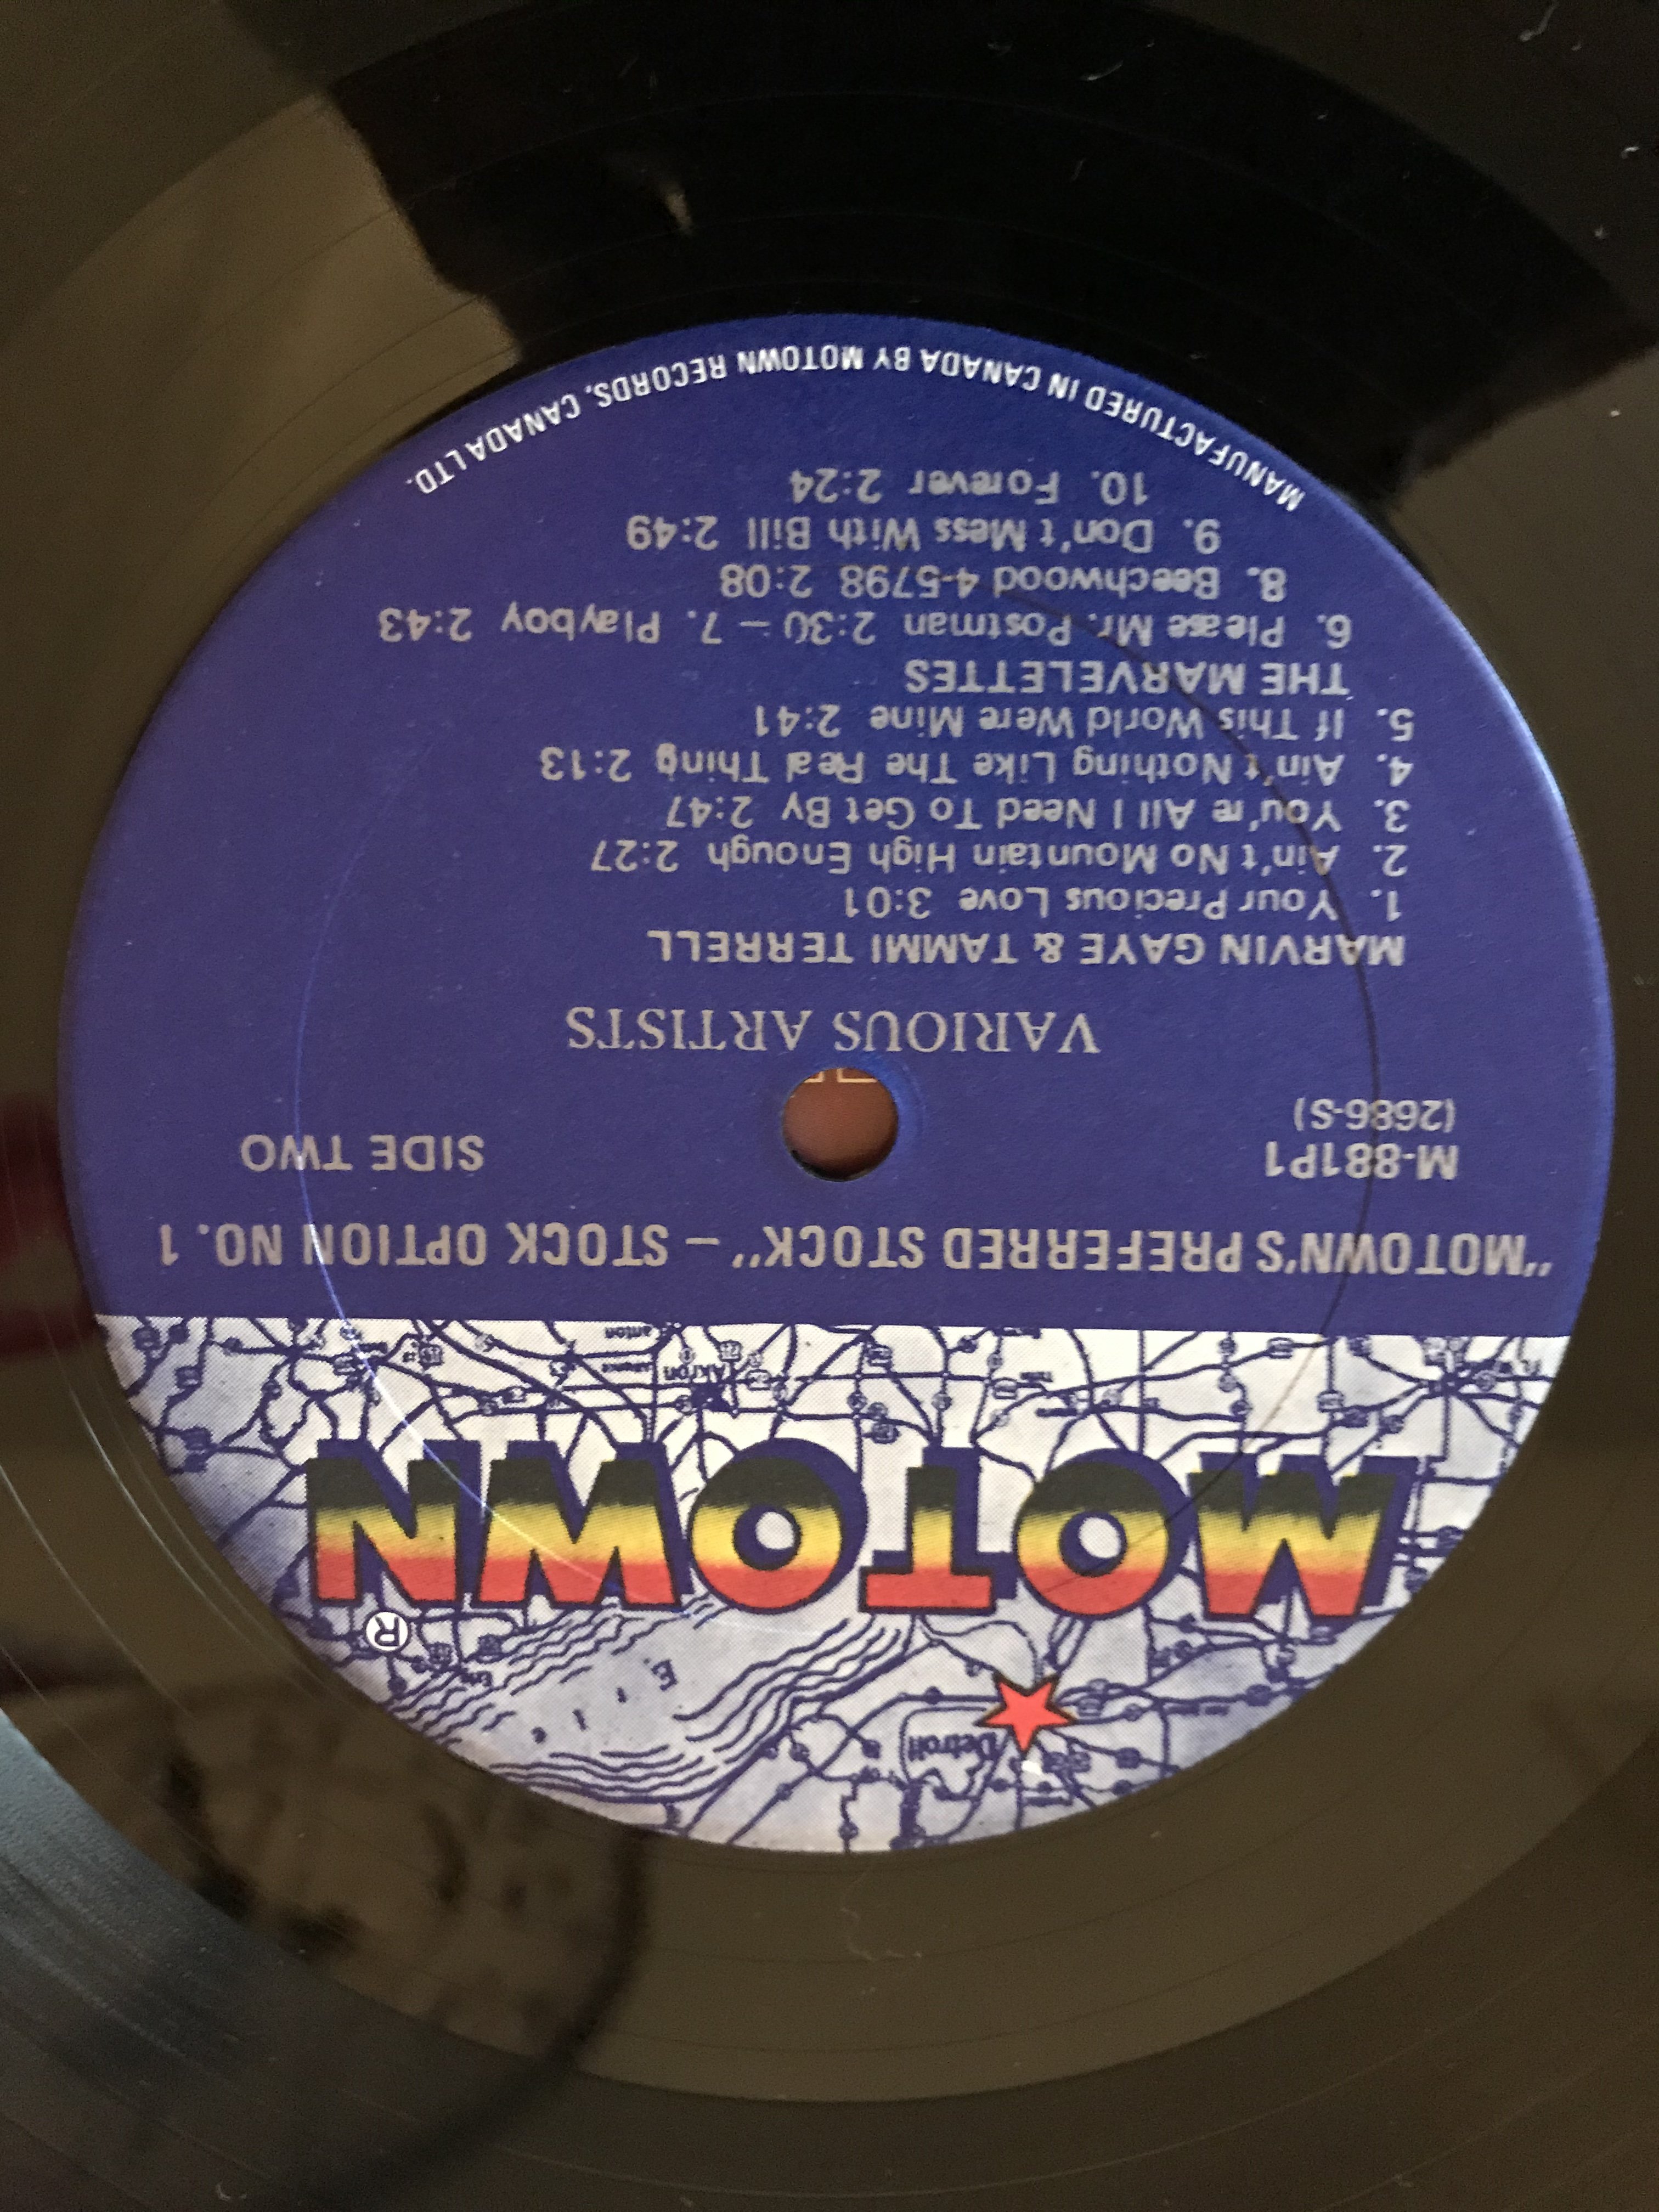 Detroit
E r i e
®
MOTOWN
Akron
anton
"MOTOWN'S PREFERRED STOCK" – STOCK OPTION NO. 1
M-881P1 SIDE TWO
(2686-S)
VARIOUS ARTISTS
MARVIN GAYE & TAMMI TERRELL
1. Your Precious Love 3:01
2. Ain't No Mountain High Enough 2:27
3. You're All I Need To Get By 2:47
4. Ain't Nothing Like The Real Thing 2:13
5. If This World Were Mine 2:41
THE MARVELETTES
6. Please Mr. Postman 2:30 – 7. Playboy 2:43
8. Beechwood 4-5798 2:08
9. Don't Mess With Bill 2:49
10. Forever 2:24
MANUFACTURED IN CANADA BY MOTOWN RECORDS, CANADA LTD.